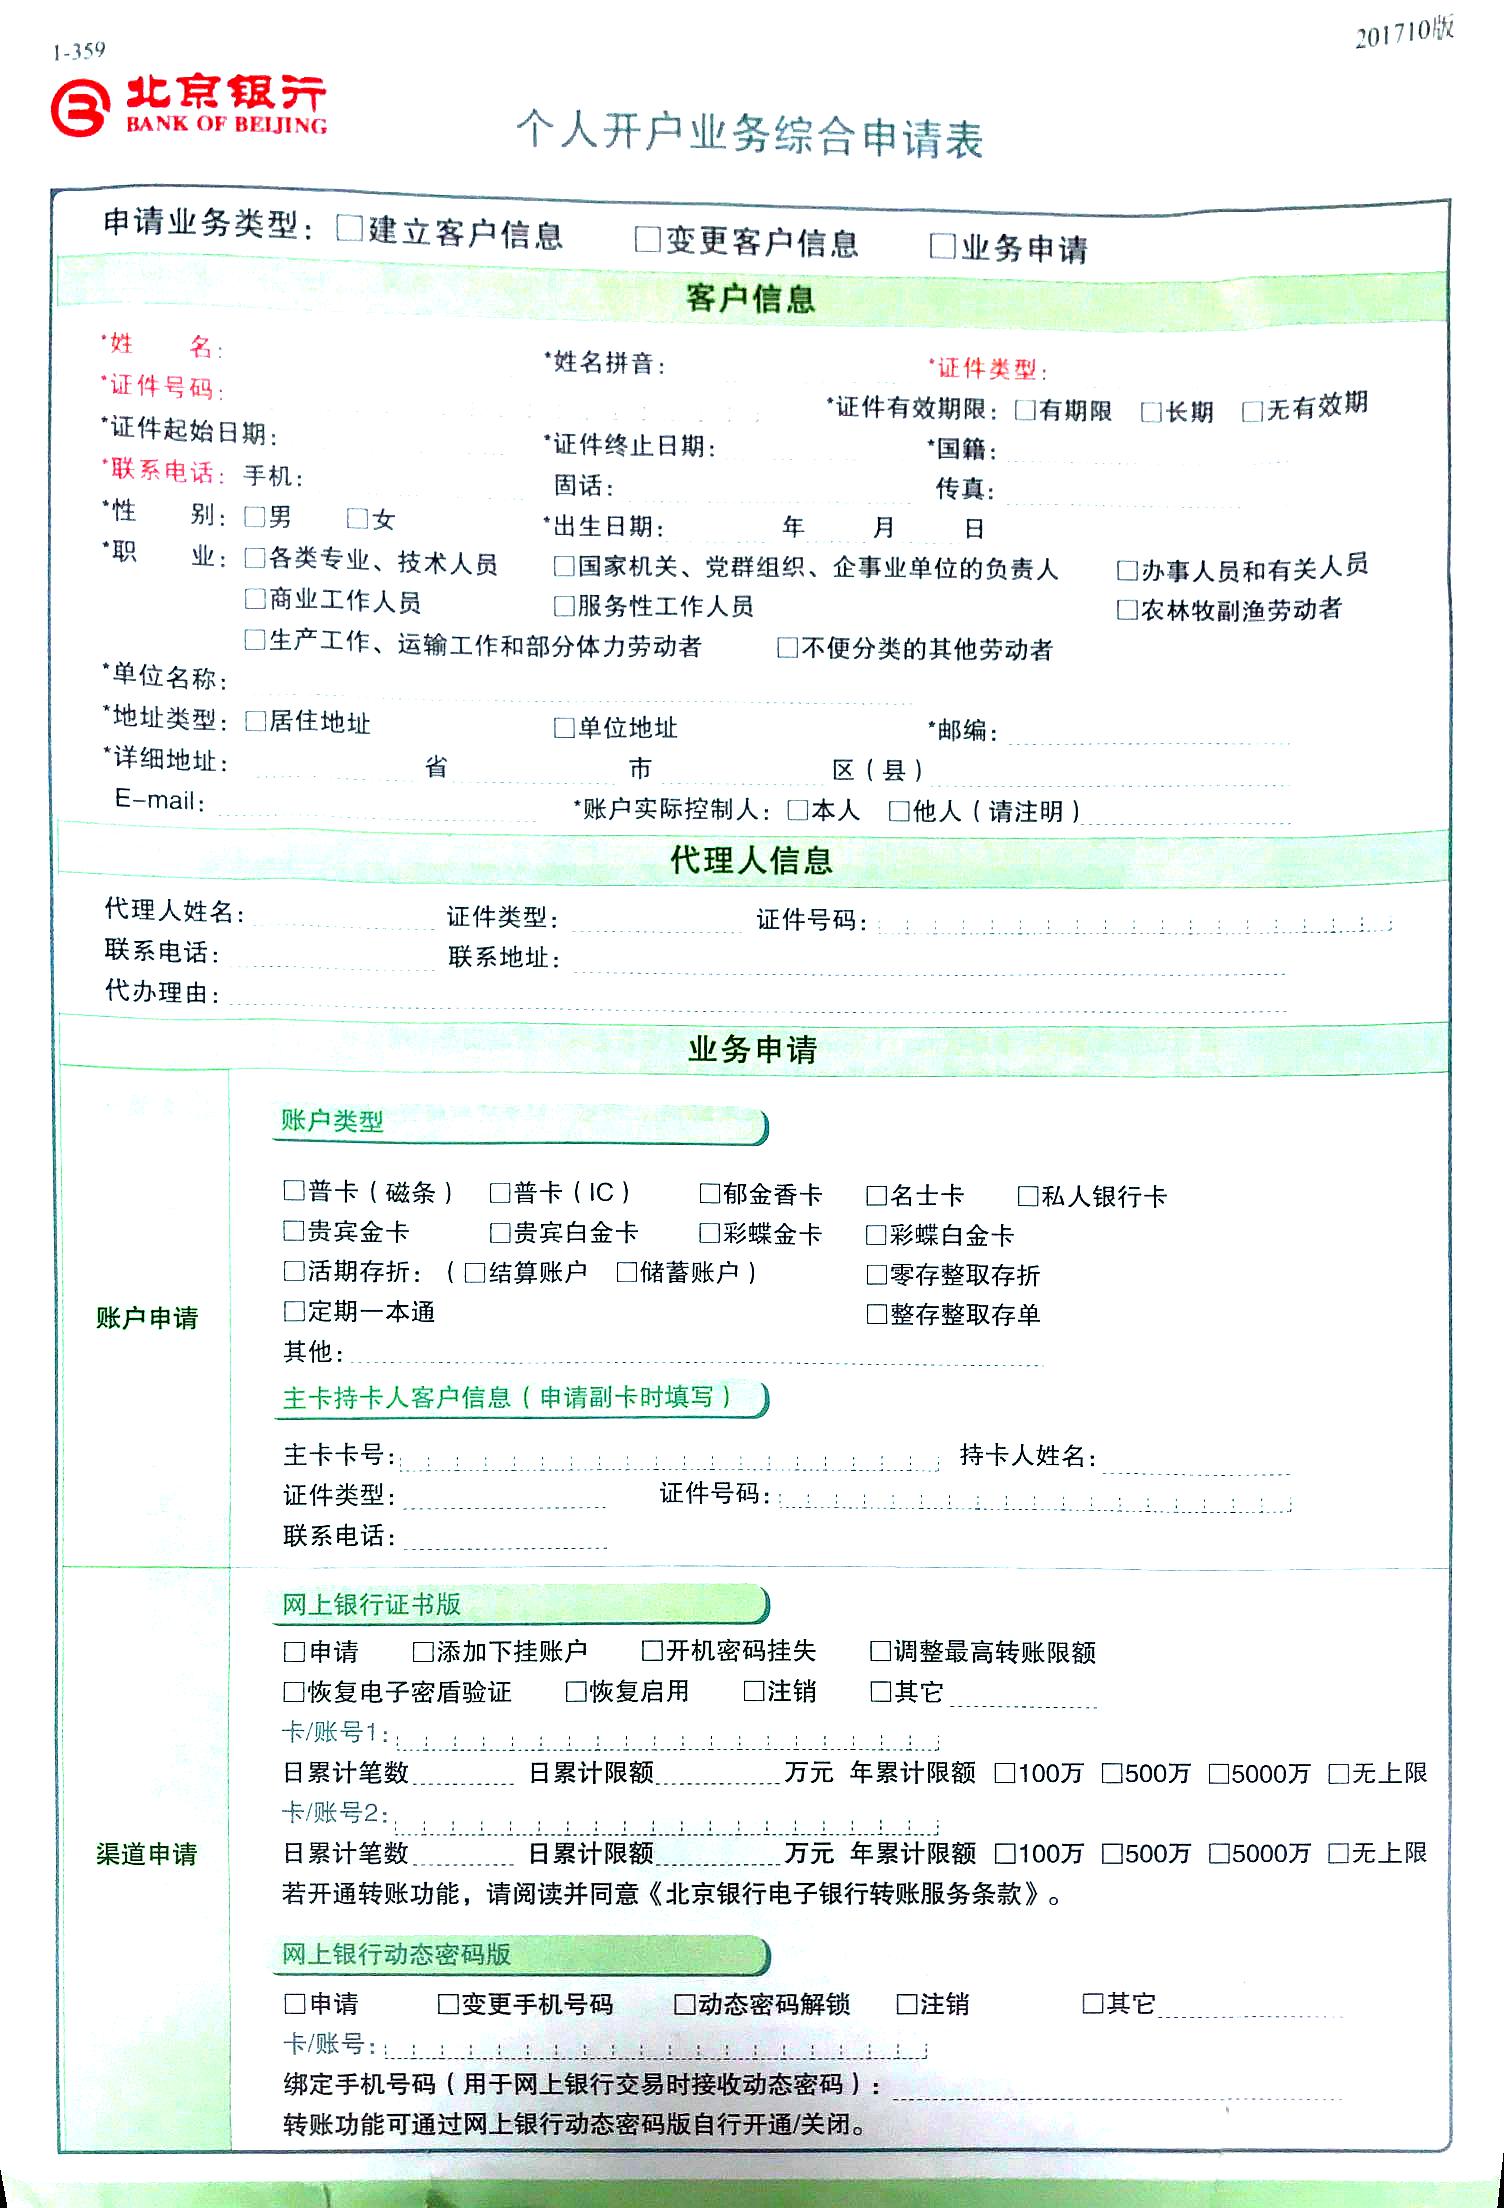 1-359
201710版
北京银行
BANK OF BEIJING
个人开户业务综合申请表
申请业务类型：□建立客户信息 □变更客户信息 □业务申请
客户信息
*姓 名： *姓名拼音： *证件类型：
*证件号码： *证件有效期限：□有期限 □长期 □无有效期
*证件起始日期： *证件终止日期： *国籍：
*联系电话：手机： 固话： 传真：
*性 别：□男 □女 *出生日期： 年 月 日
*职 业：□各类专业、技术人员 □国家机关、党群组织、企事业单位的负责人 □办事人员和有关人员
□商业工作人员 □服务性工作人员 □农林牧副渔劳动者
□生产工作、运输工作和部分体力劳动者 □不便分类的其他劳动者
*单位名称：
*地址类型：□居住地址 □单位地址 *邮编：
*详细地址： 省 市 区（县）
E-mail： *账户实际控制人：□本人 □他人（请注明）
代理人信息
代理人姓名： 证件类型： 证件号码：
联系电话： 联系地址：
代办理由：
业务申请
账户申请
账户类型
□普卡（磁条） □普卡（IC） □郁金香卡 □名士卡 □私人银行卡
□贵宾金卡 □贵宾白金卡 □彩蝶金卡 □彩蝶白金卡
□活期存折：（□结算账户 □储蓄账户） □零存整取存折
□定期一本通 □整存整取存单
其他：
主卡持卡人客户信息（申请副卡时填写）
主卡卡号： 持卡人姓名：
证件类型： 证件号码：
联系电话：
渠道申请
网上银行证书版
□申请 □添加下挂账户 □开机密码挂失 □调整最高转账限额
□恢复电子密盾验证 □恢复启用 □注销 □其它
卡/账号1：
日累计笔数 日累计限额 万元 年累计限额 □100万 □500万 □5000万 □无上限
卡/账号2：
日累计笔数 日累计限额 万元 年累计限额 □100万 □500万 □5000万 □无上限
若开通转账功能，请阅读并同意《北京银行电子银行转账服务条款》。
网上银行动态密码版
□申请 □变更手机号码 □动态密码解锁 □注销 □其它
卡/账号：
绑定手机号码（用于网上银行交易时接收动态密码）：
转账功能可通过网上银行动态密码版自行开通/关闭。